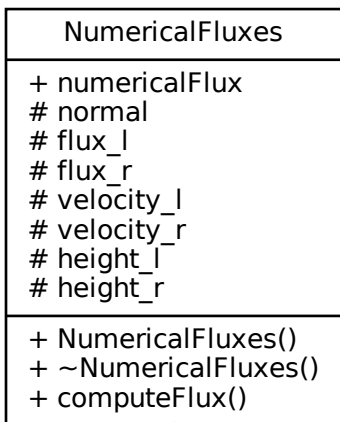 NumericalFluxes
+ numericalFlux
# normal
# flux_l
# flux_r
# velocity_l
# velocity_r
# height_l
# height_r
+ NumericalFluxes()
+ ~NumericalFluxes()
+ computeFlux()